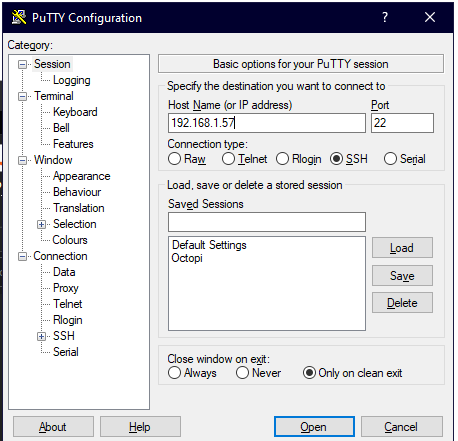 PuTTY Configuration
?
Category:
Session
Logging
Terminal
Keyboard
Bell
Features
Window
Appearance
Behaviour
Translation
Selection
Colours
Connection
Data
Proxy
Telnet
Rlogin
SSH
Serial
Basic options for your PuTTY session
Specify the destination you want to connect to
Host Name (or IP address) Port
192.168.1.57 22
Connection type:
Raw Telnet Rlogin SSH Serial
Load, save or delete a stored session
Saved Sessions
Default Settings
Octopi
Load
Save
Delete
Close window on exit:
Always Never Only on clean exit
About Help Open Cancel